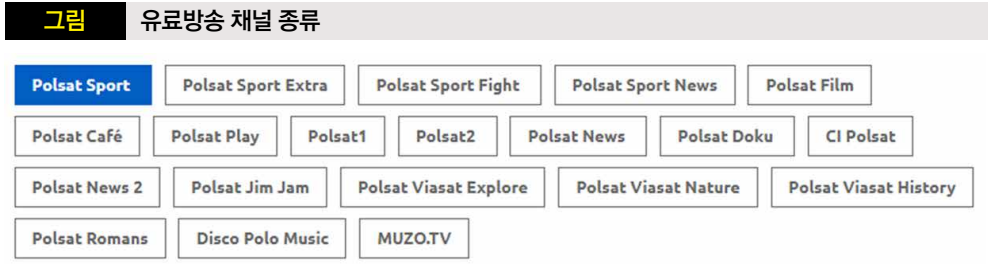 그림 유료방송 채널 종류
Polsat Sport Polsat Sport Extra Polsat Sport Fight Polsat Sport News Polsat Film
Polsat Café Polsat Play Polsat1 Polsat2 Polsat News Polsat Doku CI Polsat
Polsat News 2 Polsat Jim Jam Polsat Viasat Explore Polsat Viasat Nature Polsat Viasat History
Polsat Romans Disco Polo Music MUZO.TV